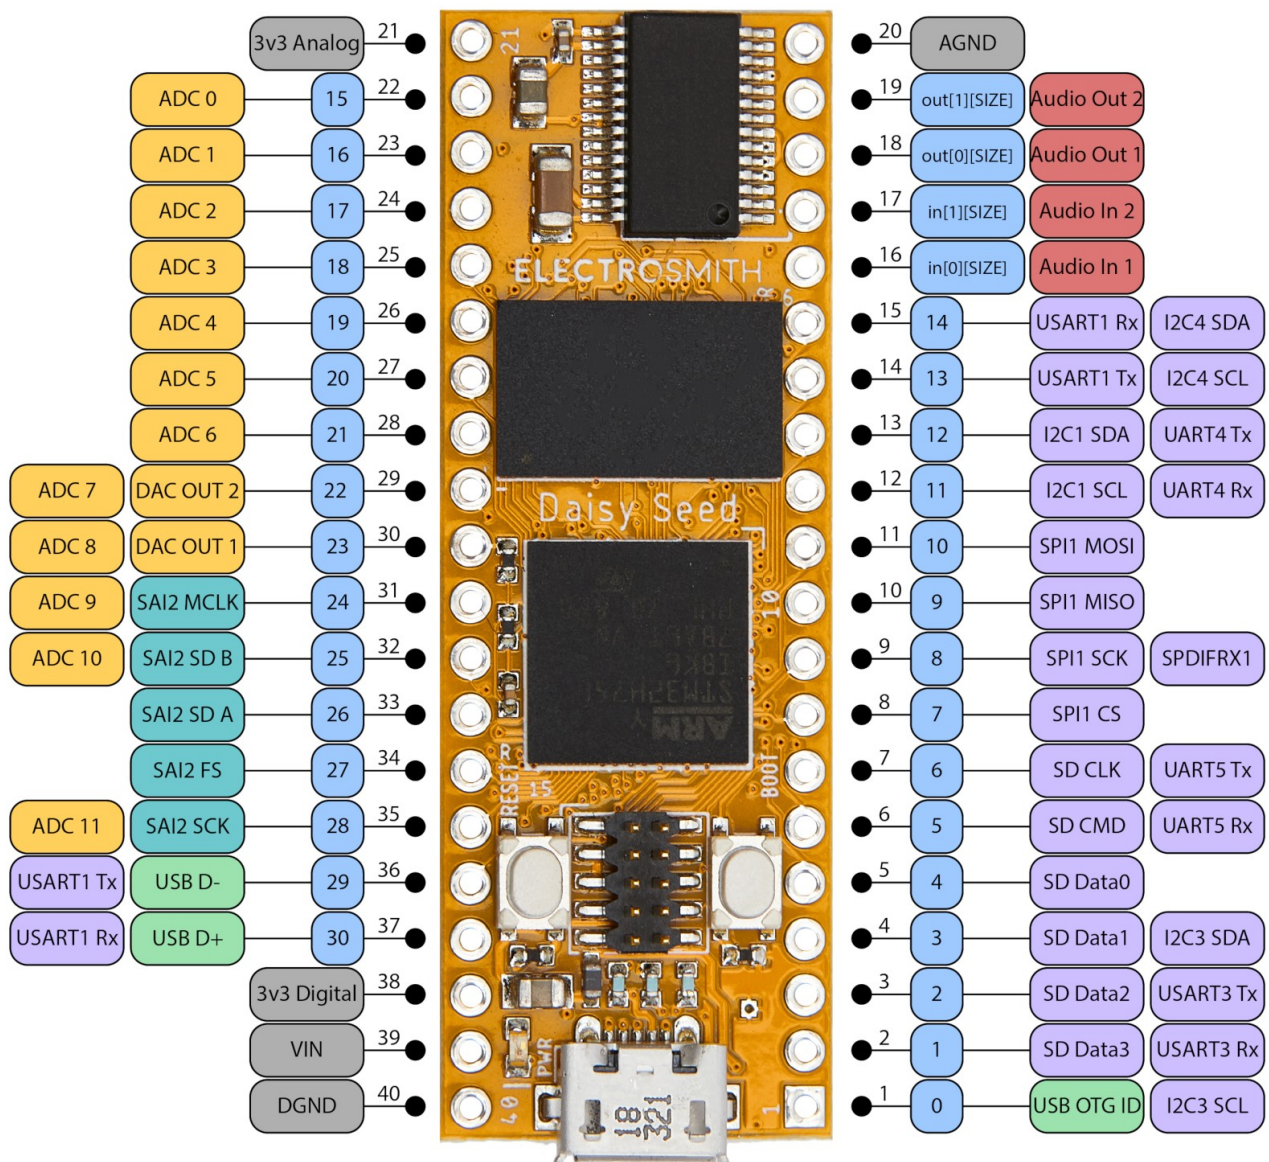 3v3 Analog 21 20 AGND
ADC 0 15 22 19 out[1][SIZE] Audio Out 2
ADC 1 16 23 18 out[0][SIZE] Audio Out 1
ADC 2 17 24 17 in[1][SIZE] Audio In 2
ADC 3 18 25 16 in[0][SIZE] Audio In 1
ADC 4 19 26 15 14 USART1 Rx I2C4 SDA
ADC 5 20 27 14 13 USART1 Tx I2C4 SCL
ADC 6 21 28 13 12 I2C1 SDA UART4 Tx
ADC 7 DAC OUT 2 22 29 12 11 I2C1 SCL UART4 Rx
ADC 8 DAC OUT 1 23 30 11 10 SPI1 MOSI
ADC 9 SAI2 MCLK 24 31 10 9 SPI1 MISO
ADC 10 SAI2 SD B 25 32 9 8 SPI1 SCK SPDIFRX1
SAI2 SD A 26 33 8 7 SPI1 CS
SAI2 FS 27 34 7 6 SD CLK UART5 Tx
ADC 11 SAI2 SCK 28 35 6 5 SD CMD UART5 Rx
USART1 Tx USB D- 29 36 5 4 SD Data0
USART1 Rx USB D+ 30 37 4 3 SD Data1 I2C3 SDA
3v3 Digital 38 3 2 SD Data2 USART3 Tx
VIN 39 2 1 SD Data3 USART3 Rx
DGND 40 1 0 USB OTG ID I2C3 SCL
21
ELECTROSMITH
Daisy Seed
10
ARM
RESET
15
BOOT
PWR
40
18
321
1